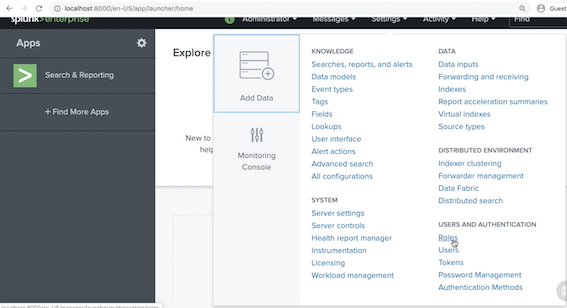 localhost:8000/en-US/app/launcher/home
Guest
splunk>enterprise
Administrator
Messages
Settings
Activity
Help
Find
Apps
Search & Reporting
+ Find More Apps
Explore
New to
help
Add Data
Monitoring
Console
KNOWLEDGE
Searches, reports, and alerts
Data models
Event types
Tags
Fields
Lookups
User interface
Alert actions
Advanced search
All configurations
SYSTEM
Server settings
Server controls
Health report manager
Instrumentation
Licensing
Workload management
DATA
Data inputs
Forwarding and receiving
Indexes
Report acceleration summaries
Virtual indexes
Source types
DISTRIBUTED ENVIRONMENT
Indexer clustering
Forwarder management
Data Fabric
Distributed search
USERS AND AUTHENTICATION
Roles
Users
Tokens
Password Management
Authentication Methods